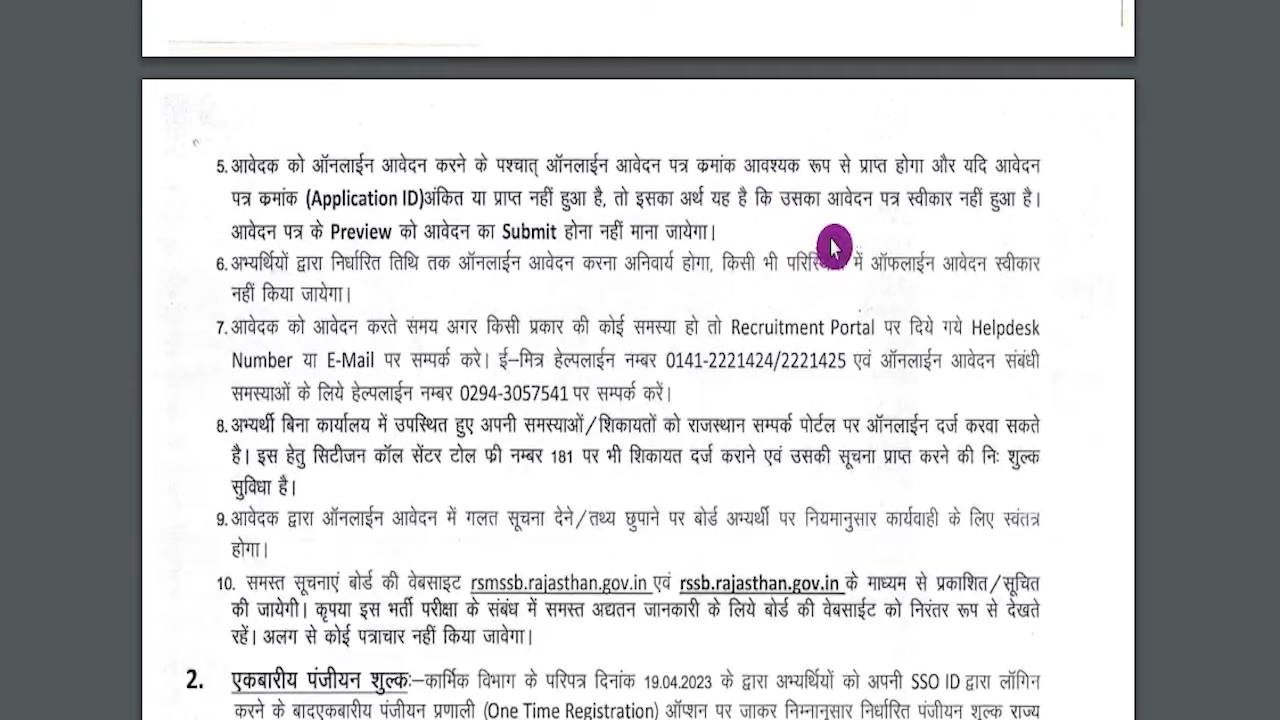 5. आवेदक को ऑनलाईन आवेदन करने के पश्चात् ऑनलाईन आवेदन पत्र क्रमांक आवश्यक रूप से प्राप्त होगा और यदि आवेदन
पत्र क्रमांक (Application ID)अंकित या प्राप्त नहीं हुआ है, तो इसका अर्थ यह है कि उसका आवेदन पत्र स्वीकार नहीं हुआ है।
आवेदन पत्र के Preview को आवेदन का Submit होना नहीं माना जायेगा।
6. अभ्यर्थियों द्वारा निर्धारित तिथि तक ऑनलाईन आवेदन करना अनिवार्य होगा, किसी भी में ऑफलाईन आवेदन स्वीकार
नहीं किया जायेगा।
7. आवेदक को आवेदन करते समय अगर किसी प्रकार की कोई समस्या हो तो Recruitment Portal पर दिये गये Helpdesk
Number या E-Mail पर सम्पर्क करे। ई–मित्र हेल्पलाईन नम्बर 0141-2221424/2221425 एवं ऑनलाईन आवेदन संबंधी
समस्याओं के लिये हेल्पलाईन नम्बर 0294-3057541 पर सम्पर्क करें।
8. अभ्यर्थी बिना कार्यालय में उपस्थित हुए अपनी समस्याओं/शिकायतों को राजस्थान सम्पर्क पोर्टल पर ऑनलाईन दर्ज करवा सकते
है। इस हेतु सिटीजन कॉल सेंटर टोल फ्री नम्बर 181 पर भी शिकायत दर्ज कराने एवं उसकी सूचना प्राप्त करने की निः शुल्क
सुविधा है।
9. आवेदक द्वारा ऑनलाईन आवेदन में गलत सूचना देने/तथ्य छुपाने पर बोर्ड अभ्यर्थी पर नियमानुसार कार्यवाही के लिए स्वंतत्र
होगा।
10. समस्त सूचनाएं बोर्ड की वेबसाइट rsmssb.rajasthan.gov.in एवं rssb.rajasthan.gov.in के माध्यम से प्रकाशित/सूचित
की जायेगी। कृपया इस भर्ती परीक्षा के संबंध में समस्त अद्यतन जानकारी के लिये बोर्ड की वेबसाईट को निरंतर रूप से देखते
रहें। अलग से कोई पत्राचार नहीं किया जावेगा।
2. एकबारीय पंजीयन शुल्क:–कार्मिक विभाग के परिपत्र दिनांक 19.04.2023 के द्वारा अभ्यर्थियों को अपनी SSO ID द्वारा लॉगिन
करने के बादएकबारीय पंजीयन प्रणाली (One Time Registration) ऑप्शन पर जाकर निम्नानुसार निर्धारित पंजीयन शुल्क राज्य